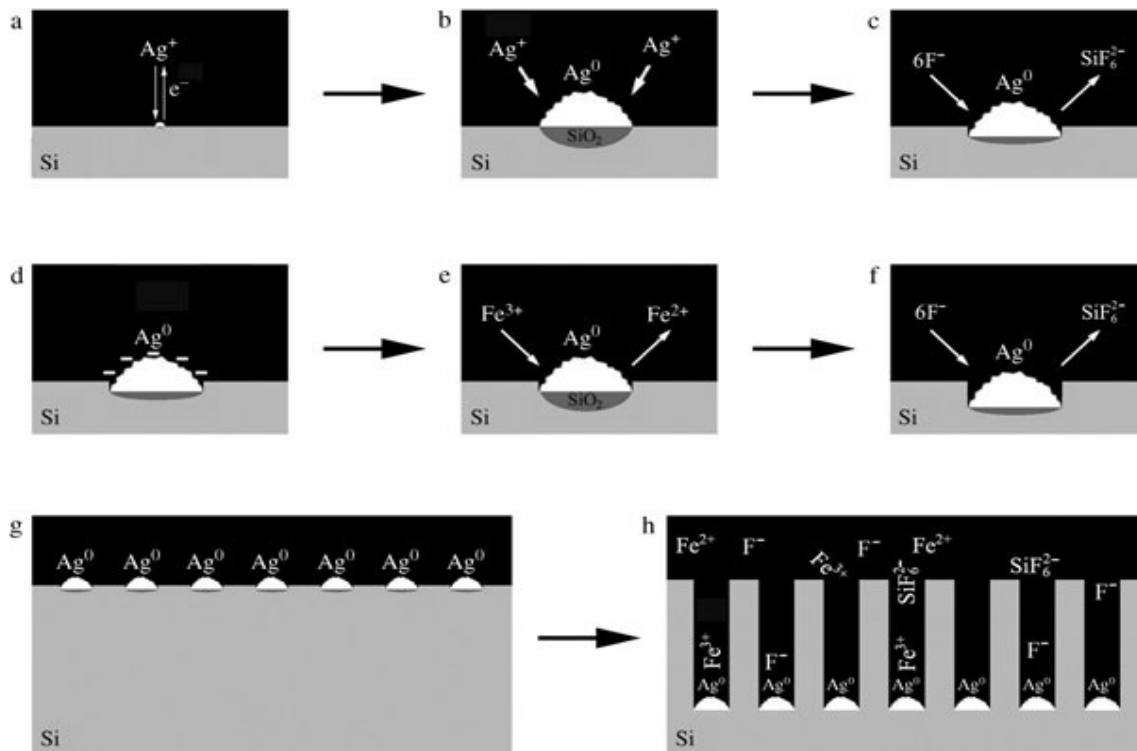 a
Ag⁺
e⁻
Si
b
Ag⁺ Ag⁺
Ag⁰
SiO₂
Si
c
6F⁻ SiF₆²⁻
Ag⁰
Si
d
Ag⁰
Si
e
Fe³⁺ Fe²⁺
Ag⁰
SiO₂
Si
f
6F⁻ SiF₆²⁻
Ag⁰
Si
g
Ag⁰ Ag⁰ Ag⁰ Ag⁰ Ag⁰ Ag⁰ Ag⁰
Si
h
Fe²⁺ F⁻ Fe³ˣ F⁻ Fe²⁺ SiF₆²⁻
SiF₆²⁻ F⁻
Fe³⁺ F⁻ Fe³⁺ F⁻
Ag⁰ Ag⁰ Ag⁰ Ag⁰ Ag⁰ Ag⁰ Ag⁰
Si